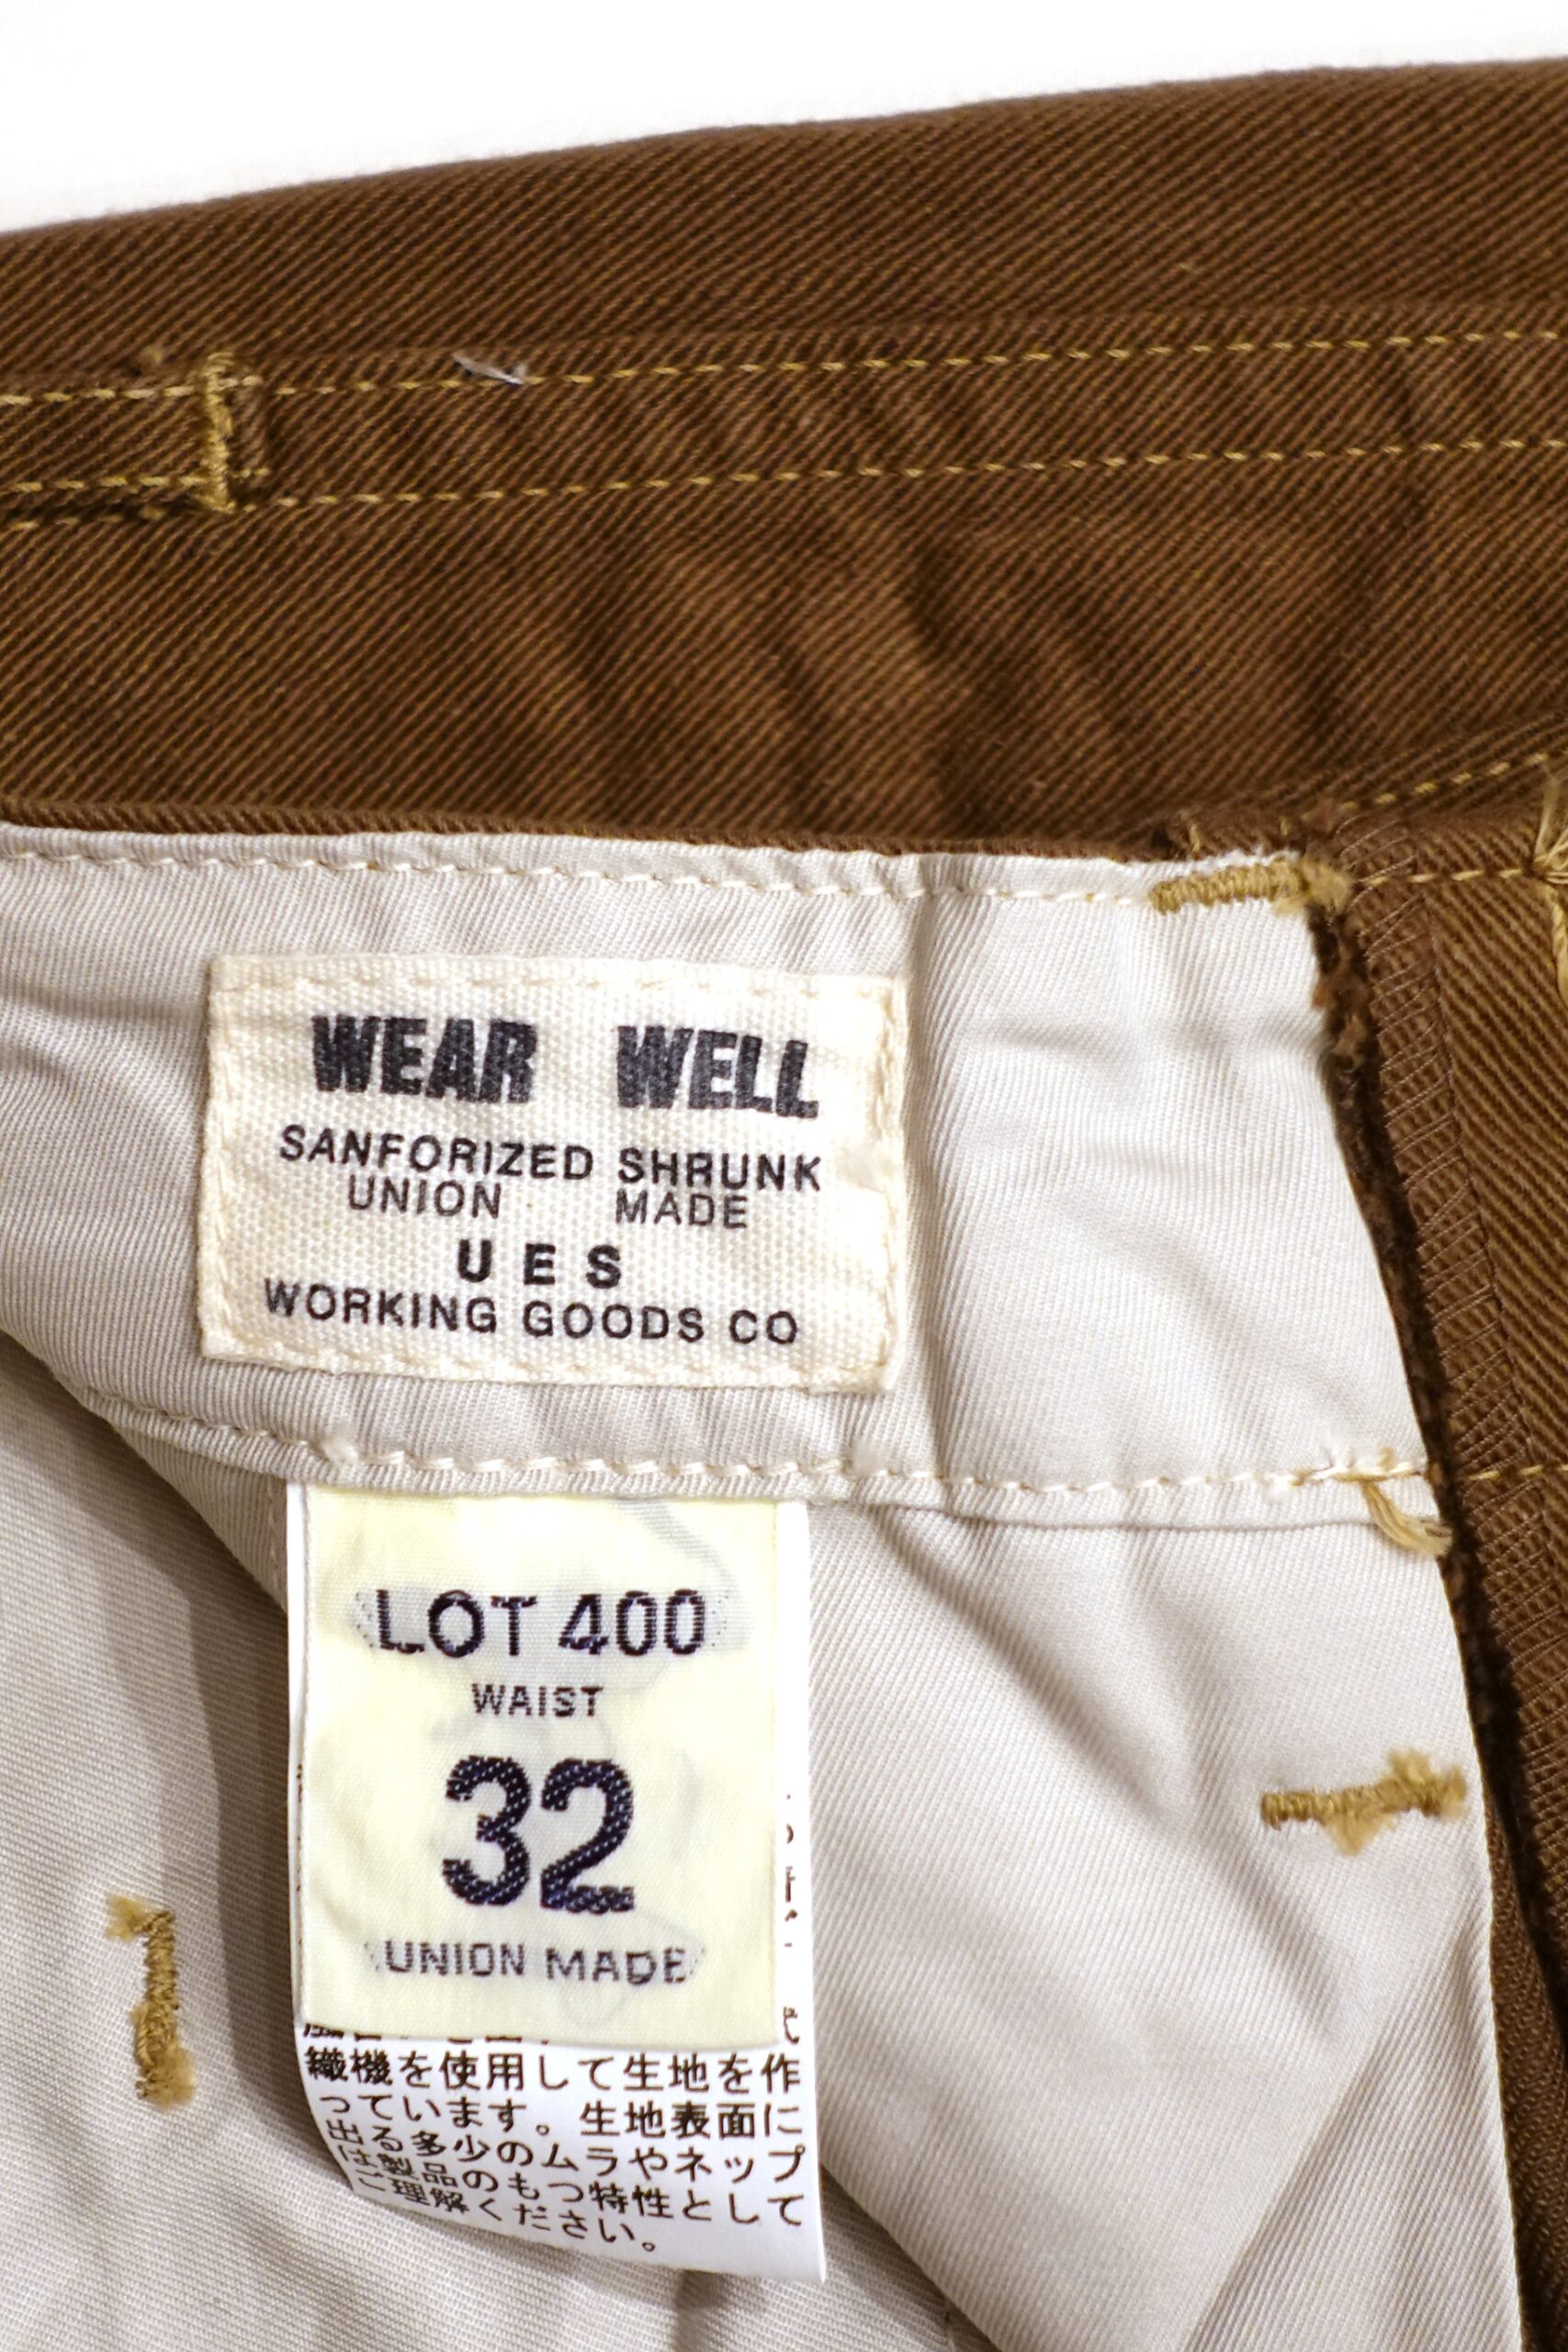 WEAR WELL
SANFORIZED SHRUNK
UNION MADE
U E S
WORKING GOODS CO
LOT 400
WAIST
32
UNION MADE
織機を使用して生地を作
っています。生地表面に
出る多少のムラやネップ
は製品のもつ特性として
ご理解ください。